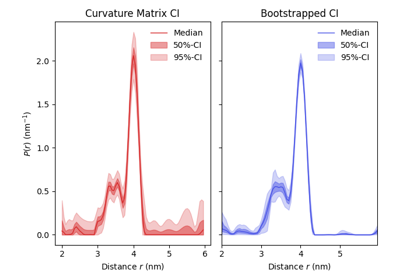 Curvature Matrix CI
Bootstrapped CI
P(r) (nm⁻¹)
2.0
1.5
1.0
0.5
0.0
Median
50%-CI
95%-CI
Median
50%-CI
95%-CI
2 3 4 5 6
2 3 4 5
Distance r (nm)
Distance r (nm)